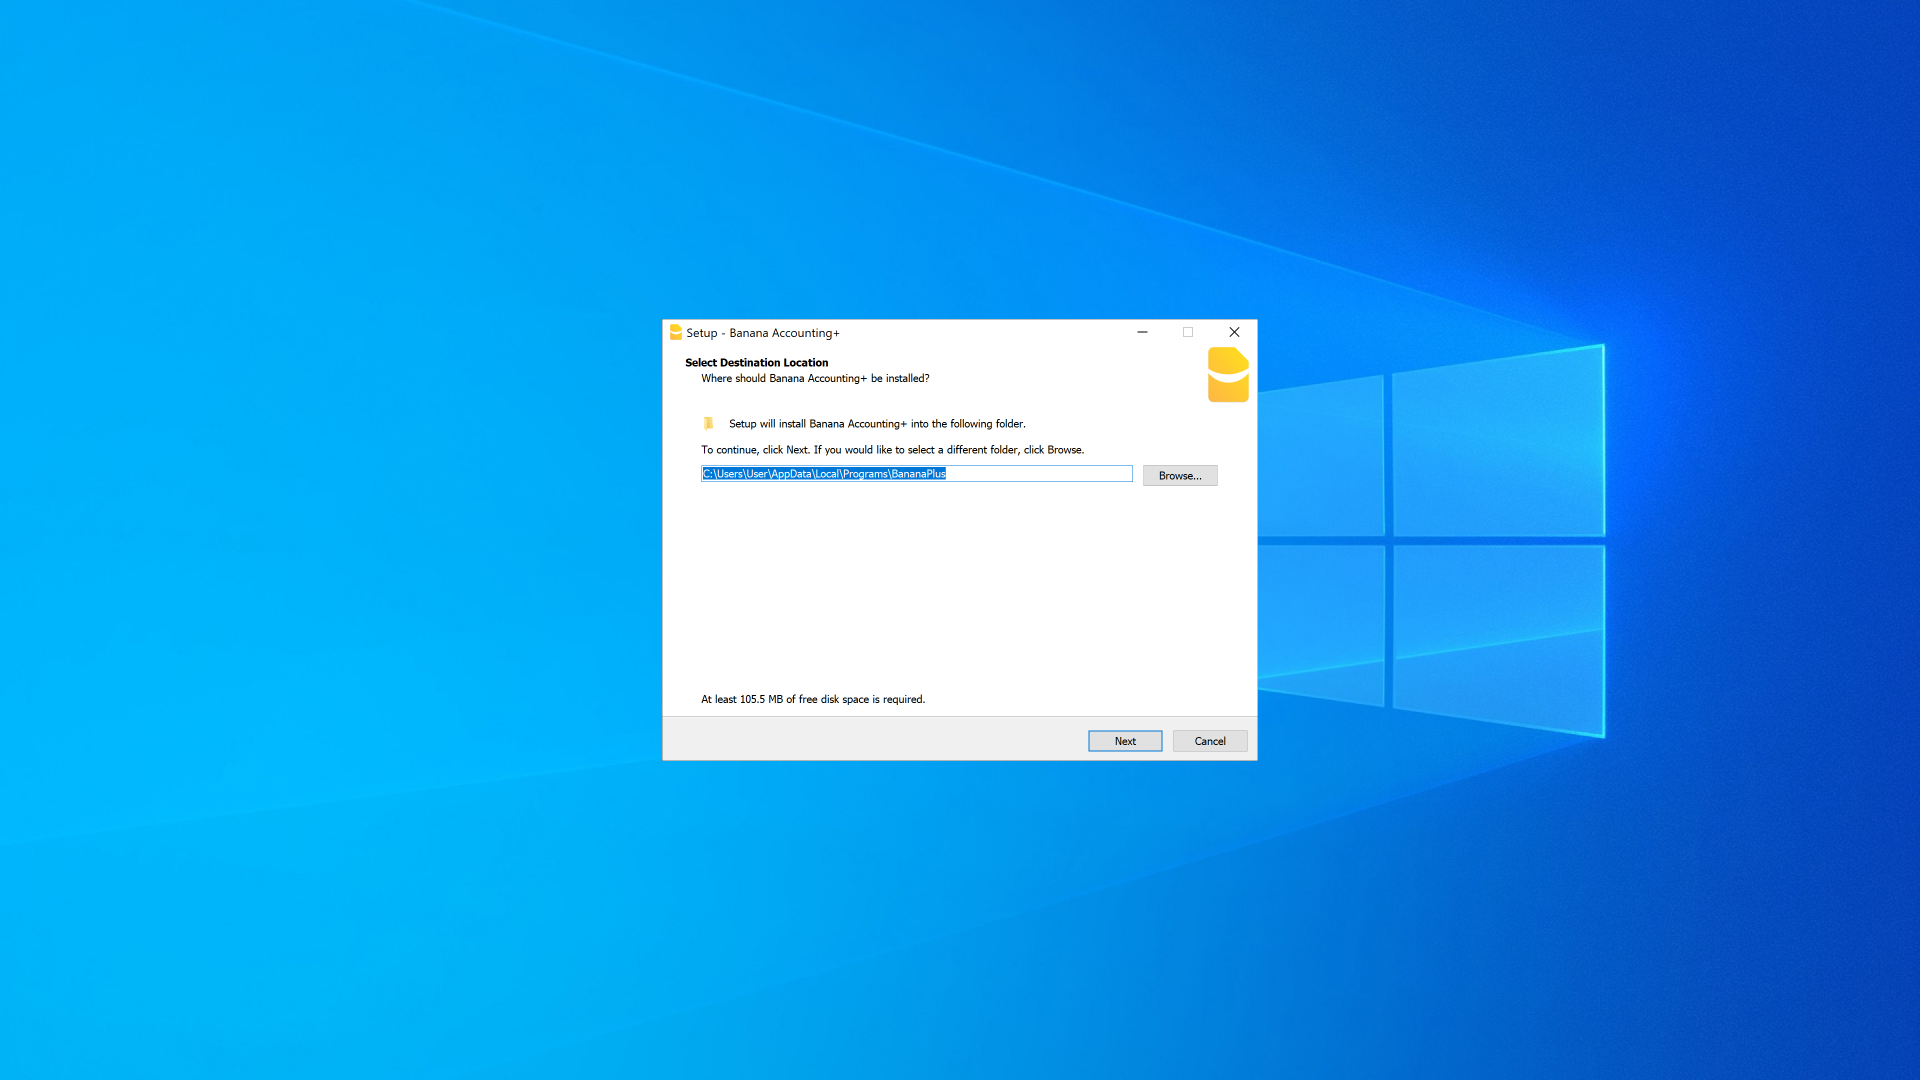 Setup - Banana Accounting+
Select Destination Location
Where should Banana Accounting+ be installed?
Setup will install Banana Accounting+ into the following folder.
To continue, click Next. If you would like to select a different folder, click Browse.
C:\Users\User\AppData\Local\Programs\BananaPlus
Browse...
At least 105.5 MB of free disk space is required.
Next
Cancel